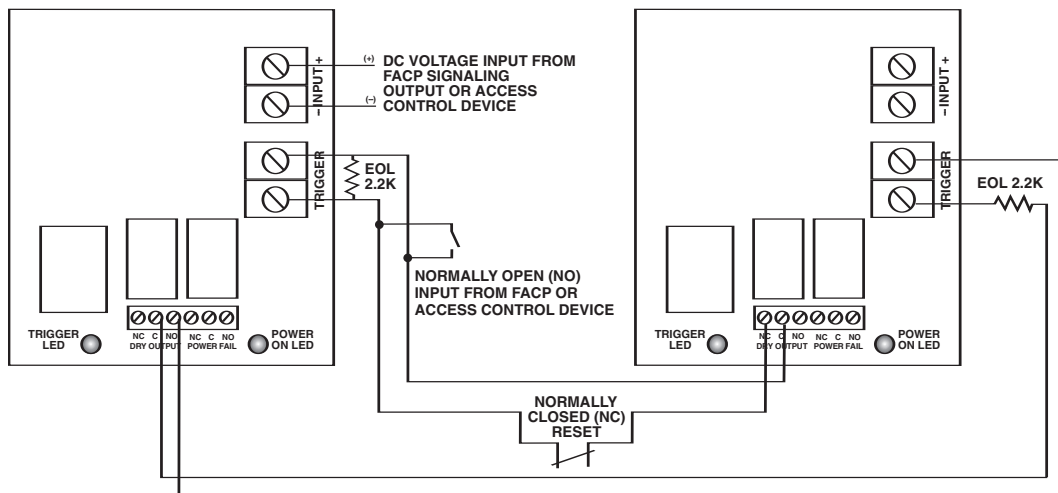 – INPUT +
(+)
(–)
DC VOLTAGE INPUT FROM
FACP SIGNALING
OUTPUT OR ACCESS
CONTROL DEVICE
TRIGGER
EOL
2.2K
NORMALLY OPEN (NO)
INPUT FROM FACP OR
ACCESS CONTROL DEVICE
TRIGGER
LED
NC C NO NC C NO
DRY OUTPUT POWER FAIL
POWER
ON LED
– INPUT +
TRIGGER
EOL 2.2K
TRIGGER
LED
NC C NO NC C NO
DRY OUTPUT POWER FAIL
POWER
ON LED
NORMALLY
CLOSED (NC)
RESET